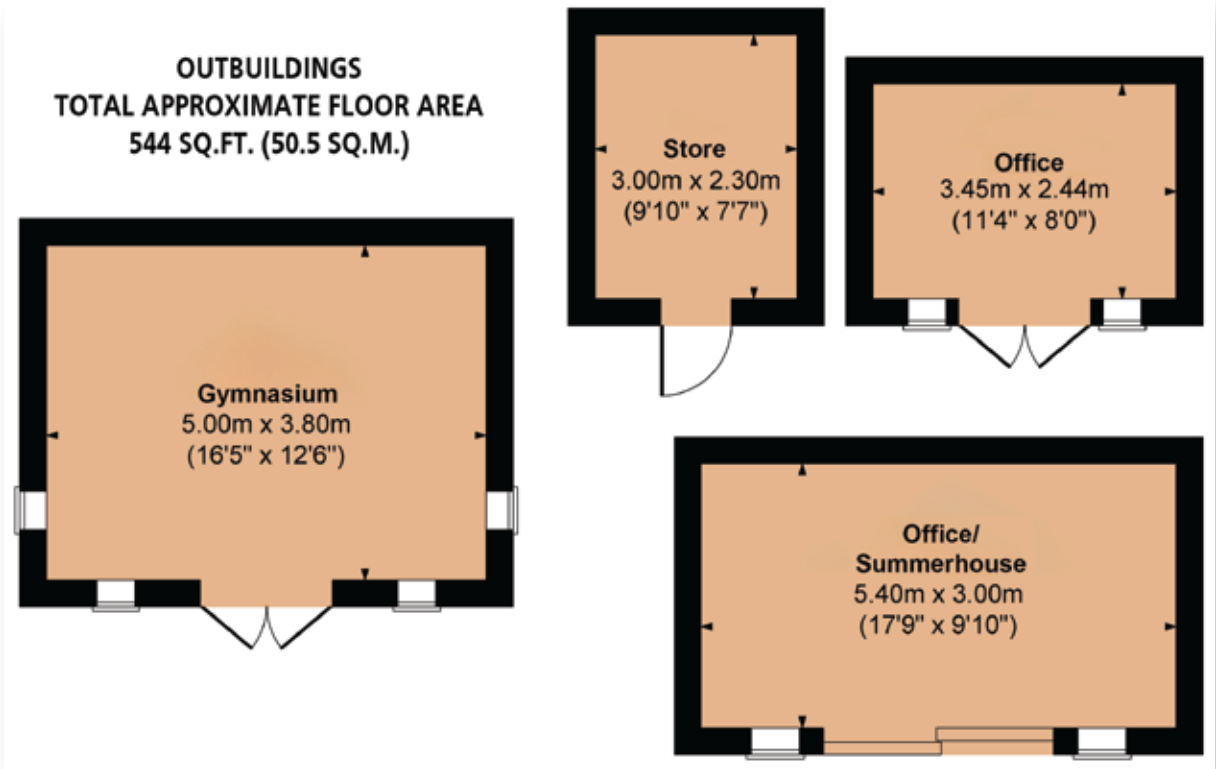 OUTBUILDINGS
TOTAL APPROXIMATE FLOOR AREA
544 SQ.FT. (50.5 SQ.M.)
Store
3.00m x 2.30m
(9'10" x 7'7")
Office
3.45m x 2.44m
(11'4" x 8'0")
Gymnasium
5.00m x 3.80m
(16'5" x 12'6")
Office/
Summerhouse
5.40m x 3.00m
(17'9" x 9'10")